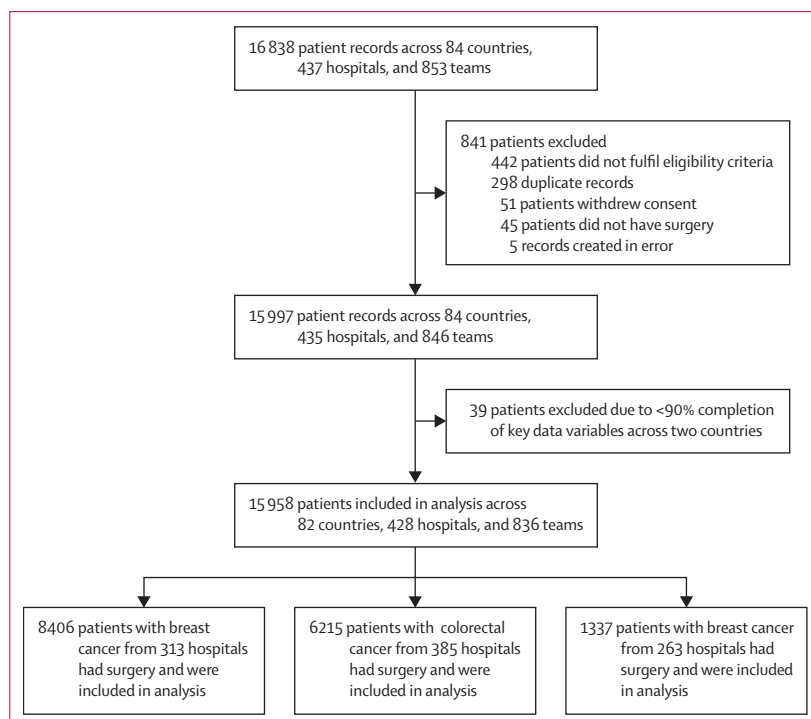 16 838 patient records across 84 countries,
437 hospitals, and 853 teams
841 patients excluded
442 patients did not fulfil eligibility criteria
298 duplicate records
51 patients withdrew consent
45 patients did not have surgery
5 records created in error
15 997 patient records across 84 countries,
435 hospitals, and 846 teams
39 patients excluded due to <90% completion
of key data variables across two countries
15 958 patients included in analysis across
82 countries, 428 hospitals, and 836 teams
8406 patients with breast
cancer from 313 hospitals
had surgery and were
included in analysis
6215 patients with colorectal
cancer from 385 hospitals
had surgery and were
included in analysis
1337 patients with breast cancer
from 263 hospitals had
surgery and were included
in analysis